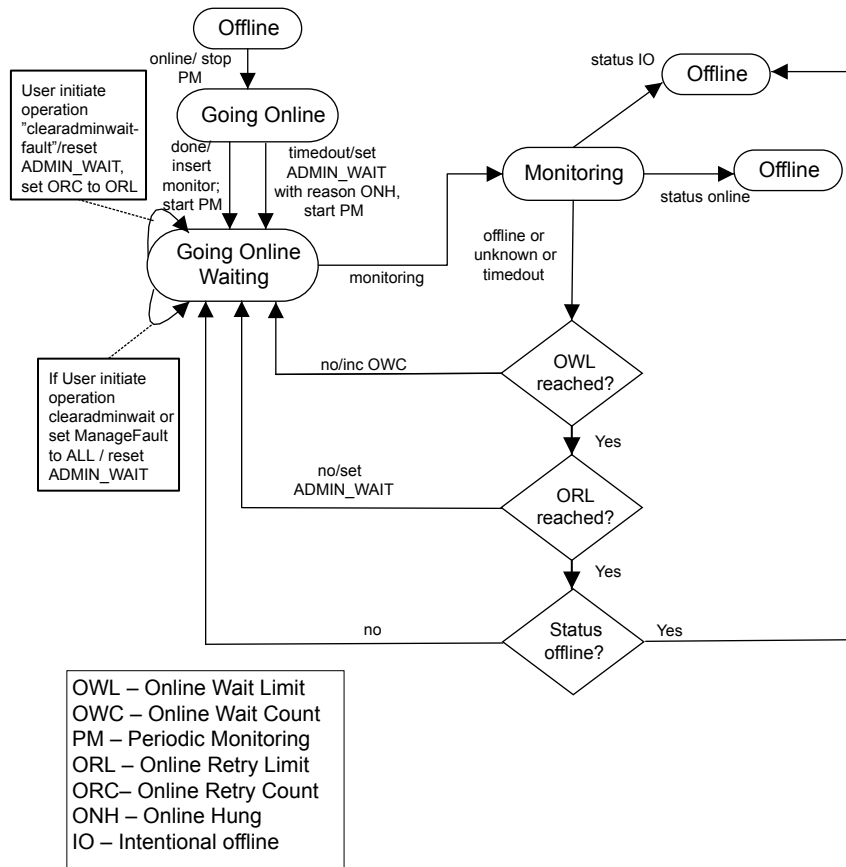 Offline
online/ stop
PM
Going Online
User initiate
operation
”clearadminwait-
fault”/reset
ADMIN_WAIT,
set ORC to ORL
done/
insert
monitor;
start PM
timedout/set
ADMIN_WAIT
with reason ONH,
start PM
Going Online
Waiting
monitoring
Monitoring
status IO
Offline
Offline
status online
offline or
unknown or
timedout
If User initiate
operation
clearadminwait or
set ManageFault
to ALL / reset
ADMIN_WAIT
no/inc OWC
OWL
reached?
Yes
no/set
ADMIN_WAIT
ORL
reached?
Yes
no
Status
offline?
Yes
OWL – Online Wait Limit
OWC – Online Wait Count
PM – Periodic Monitoring
ORL – Online Retry Limit
ORC– Online Retry Count
ONH – Online Hung
IO – Intentional offline